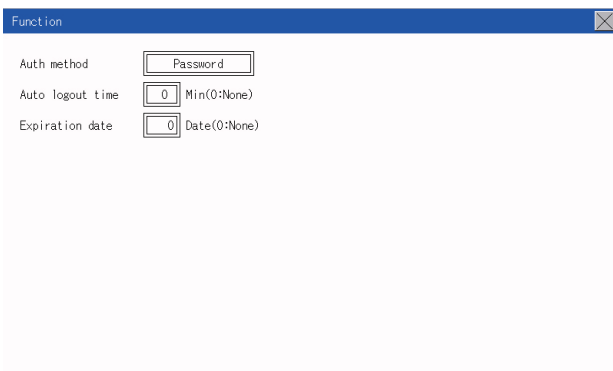 Function
Auth method Password
Auto logout time 0 Min(0:None)
Expiration date 0 Date(0:None)